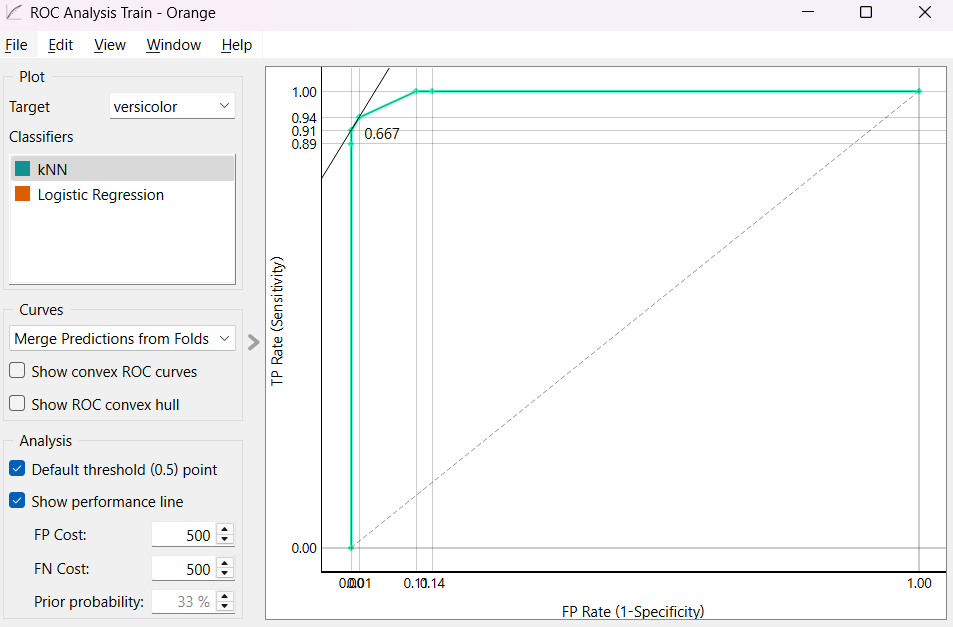 ROC Analysis Train - Orange
File Edit View Window Help
Plot
Target versicolor
Classifiers
kNN
Logistic Regression
Curves
Merge Predictions from Folds
Show convex ROC curves
Show ROC convex hull
Analysis
Default threshold (0.5) point
Show performance line
FP Cost: 500
FN Cost: 500
Prior probability: 33 %
TP Rate (Sensitivity)
1.00
0.94
0.91
0.89
0.00
0.667
0.00 0.01 0.11 0.14 1.00
FP Rate (1-Specificity)